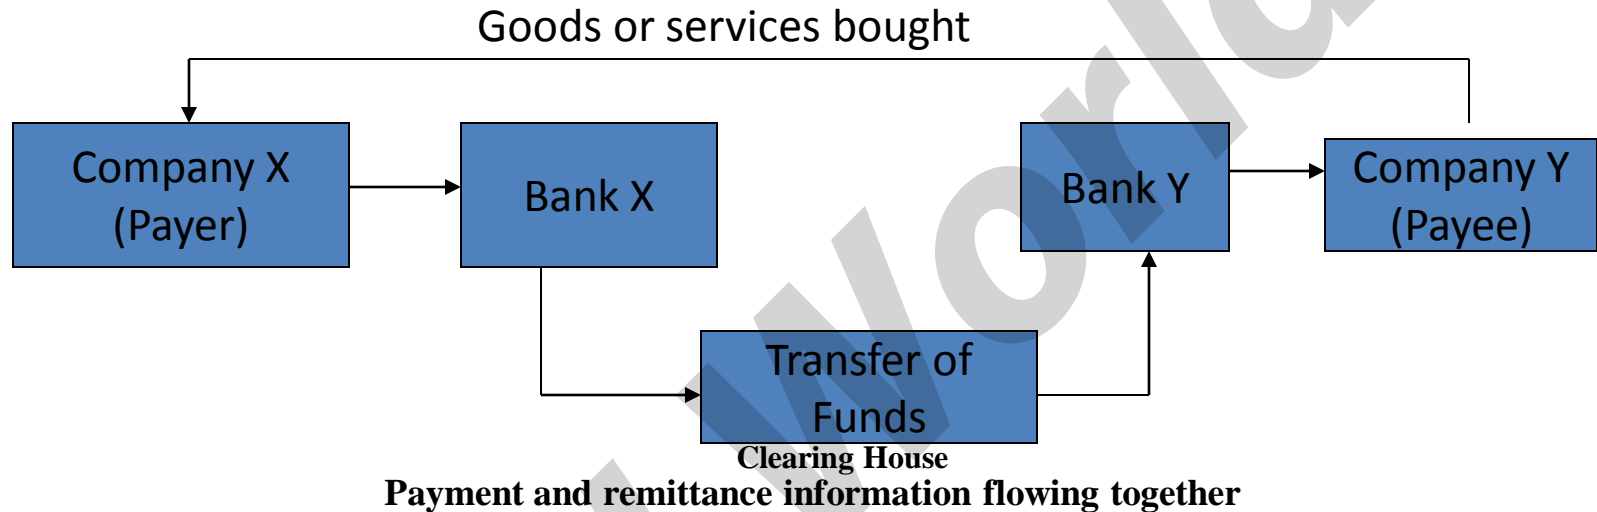 Goods or services bought
Company X
(Payer)
Bank X
Bank Y
Company Y
(Payee)
Transfer of
Funds
Clearing House
Payment and remittance information flowing together